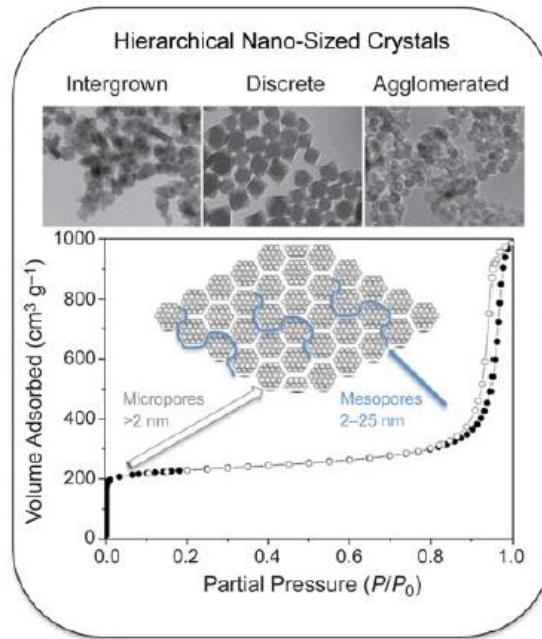 Hierarchical Nano-Sized Crystals
Intergrown Discrete Agglomerated
1000
800
600
400
200
0
Volume Adsorbed (cm³ g⁻¹)
Micropores
>2 nm
Mesopores
2–25 nm
0.0 0.2 0.4 0.6 0.8 1.0
Partial Pressure (P/P₀)